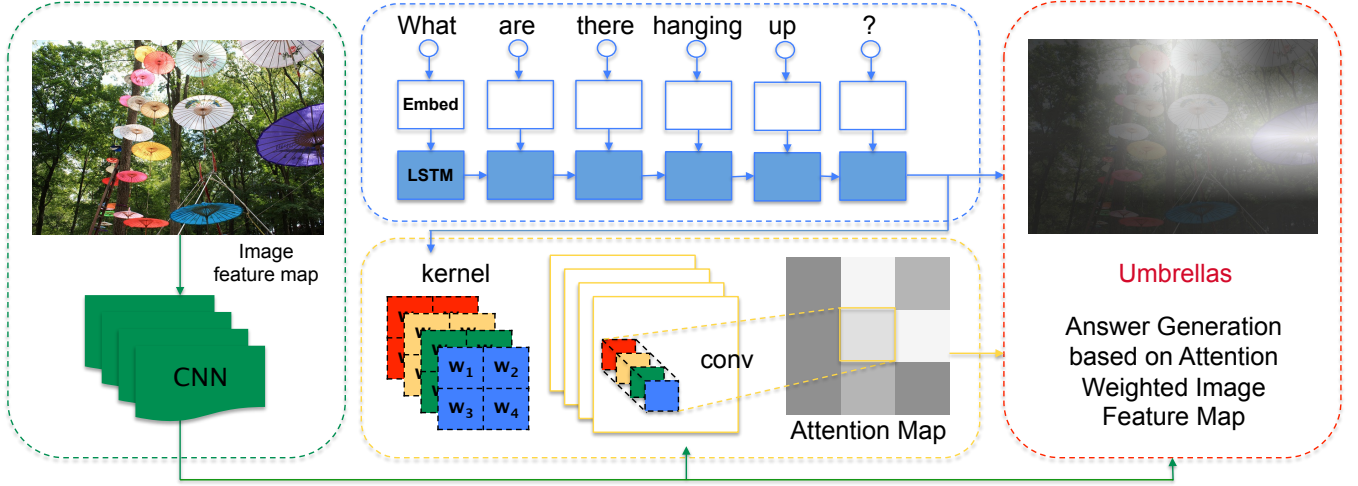 What are there hanging up ?
Embed
LSTM
Image
feature map
CNN
kernel
w
w
w
w₁ w₂
w₃ w₄
conv
Attention Map
Umbrellas
Answer Generation
based on Attention
Weighted Image
Feature Map